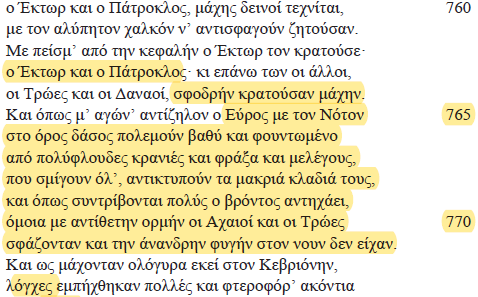 ο Έκτωρ και ο Πάτροκλος, μάχης δεινοί τεχνίται, 760
με τον αλύπητον χαλκόν ν’ αντισφαγούν ζητούσαν.
Με πείσμ’ από την κεφαλήν ο Έκτωρ τον κρατούσε·
ο Έκτωρ και ο Πάτροκλος· κι επάνω των οι άλλοι,
οι Τρώες και οι Δαναοί, σφοδρήν κρατούσαν μάχην.
Και όπως μ’ αγών’ αντίζηλον ο Εύρος με τον Νότον 765
στο όρος δάσος πολεμούν βαθύ και φουντωμένο
από πολύφλουδες κρανιές και φράξα και μελέγους,
που σμίγουν όλ’, αντικτυπούν τα μακριά κλαδιά τους,
και όπως συντρίβονται πολύς ο βρόντος αντηχάει,
όμοια με αντίθετην ορμήν οι Αχαιοί και οι Τρώες 770
σφάζονταν και την άνανδρην φυγήν στον νουν δεν είχαν.
Και ως μάχονταν ολόγυρα εκεί στον Κεβριόνην,
λόγχες εμπήχθηκαν πολλές και φτεροφόρ’ ακόντια